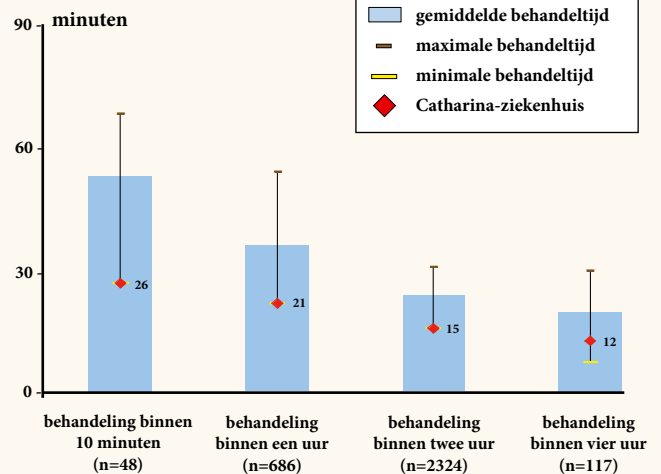 90
minuten
gemiddelde behandeltijd
maximale behandeltijd
minimale behandeltijd
Catharina-ziekenhuis
60
30
26
21
15
12
0
behandeling binnen
10 minuten
(n=48)
behandeling
binnen een uur
(n=686)
behandeling
binnen twee uur
(n=2324)
behandeling
binnen vier uur
(n=117)